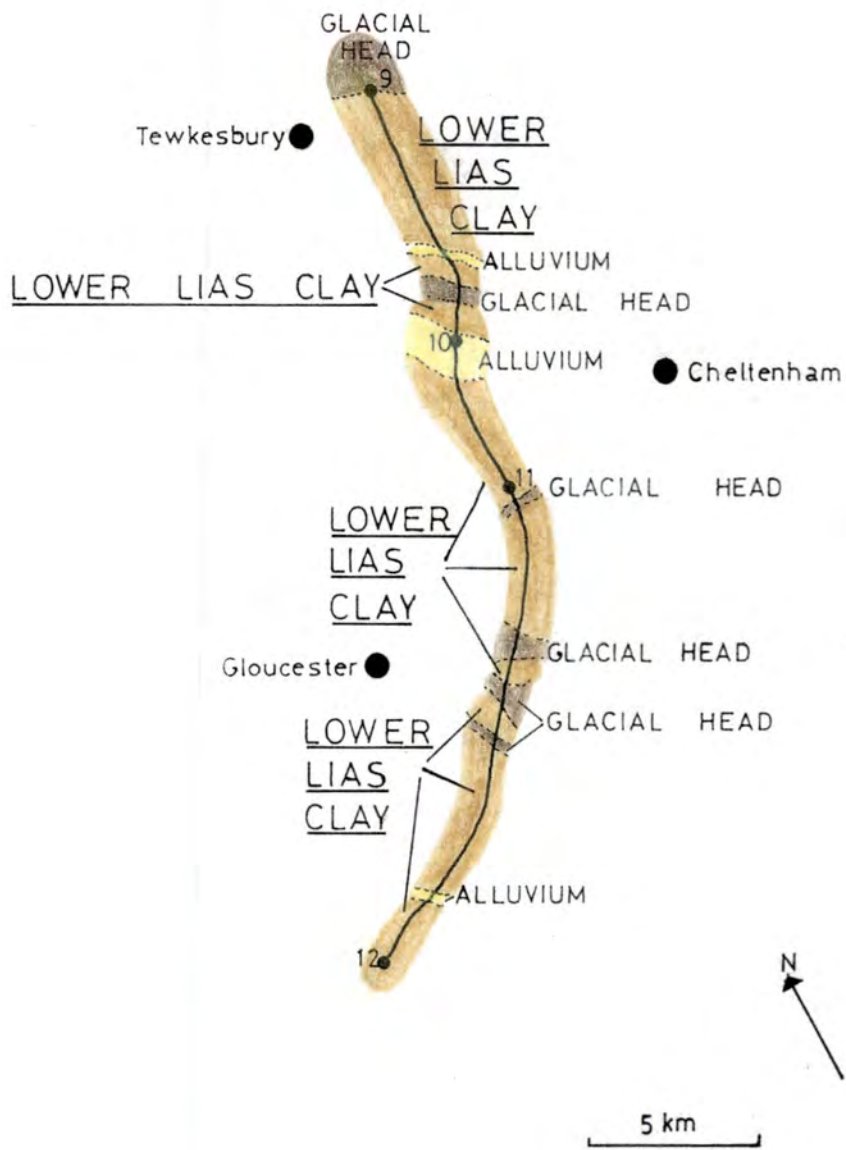 GLACIAL
HEAD
9
Tewkesbury
LOWER
LIAS
CLAY
ALLUVIUM
LOWER LIAS CLAY
GLACIAL HEAD
10
ALLUVIUM
Cheltenham
11
GLACIAL HEAD
LOWER
LIAS
CLAY
GLACIAL HEAD
Gloucester
GLACIAL HEAD
LOWER
LIAS
CLAY
ALLUVIUM
12
N
5 km